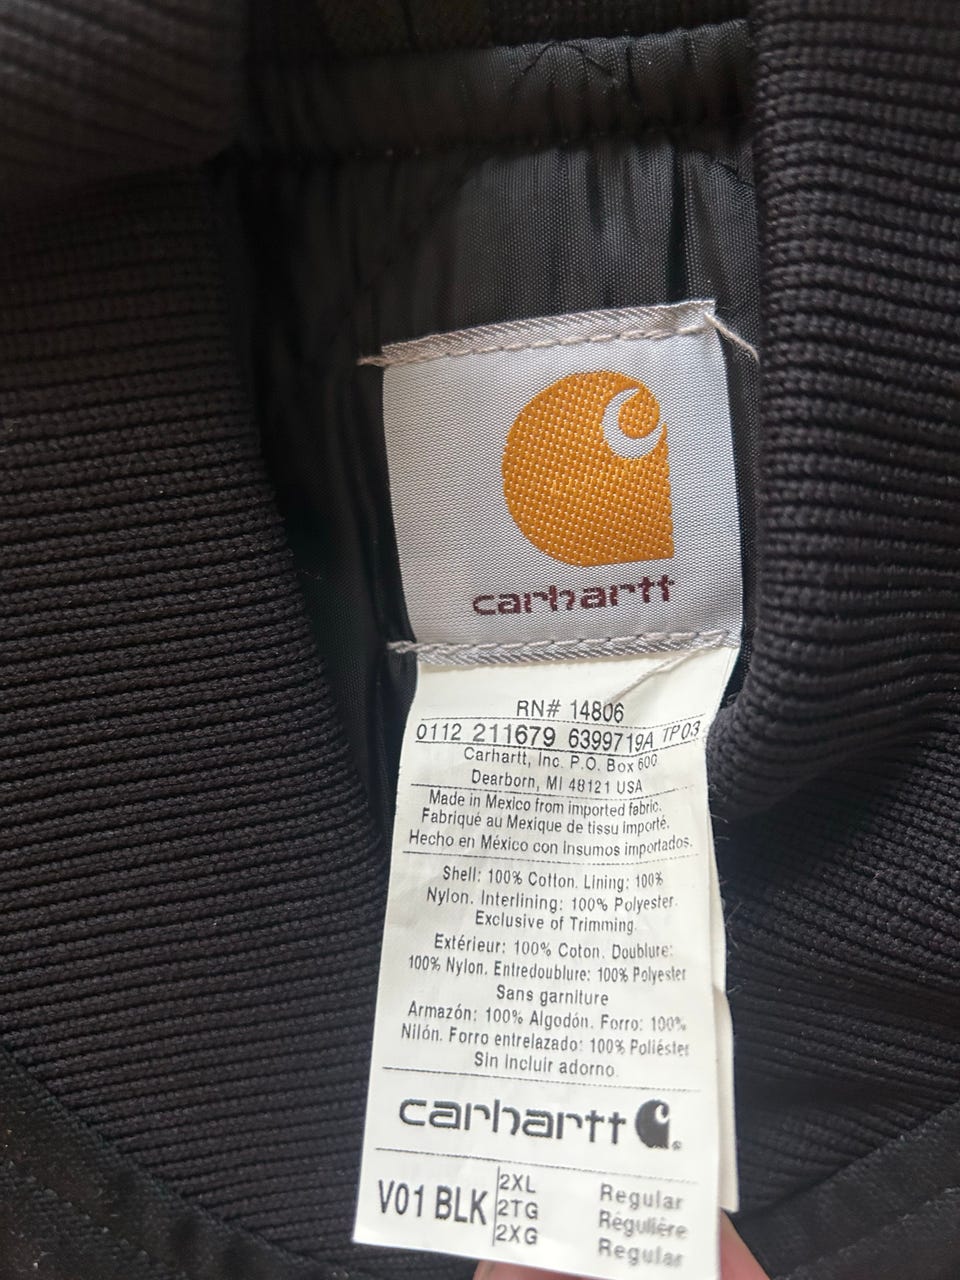 carhartt
RN# 14806
0112 211679 6399719A TP03
Carhartt, Inc. P.O. Box 600
Dearborn, MI 48121 USA
Made in Mexico from imported fabric.
Fabriqué au Mexique de tissu importé.
Hecho en México con Insumos importados.
Shell: 100% Cotton. Lining: 100%
Nylon. Interlining: 100% Polyester.
Exclusive of Trimming.
Extérieur: 100% Coton. Doublure:
100% Nylon. Entredoublure: 100% Polyester
Sans garniture
Armazón: 100% Algodón. Forro: 100%
Nilón. Forro entrelazado: 100% Poliéster
Sin Incluír adorno.
carhartt
V01 BLK 2XL Regular
2TG Régulière
2XG Regular